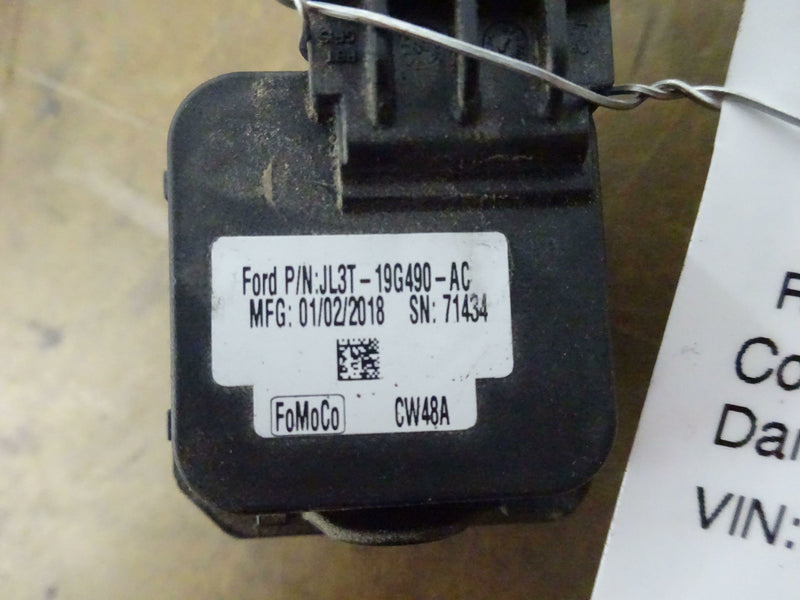 Ford P/N:JL3T-19G490-AC
MFG: 01/02/2018 SN: 71434
FoMoCo CW48A
VIN: